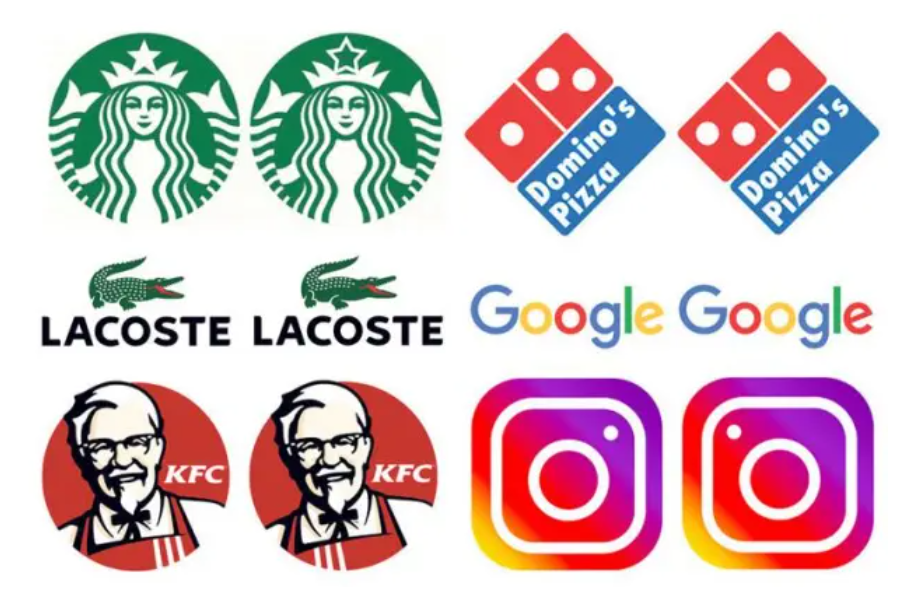 Domino's
Pizza
Domino's
Pizza
LACOSTE
LACOSTE
Google
Google
KFC
KFC